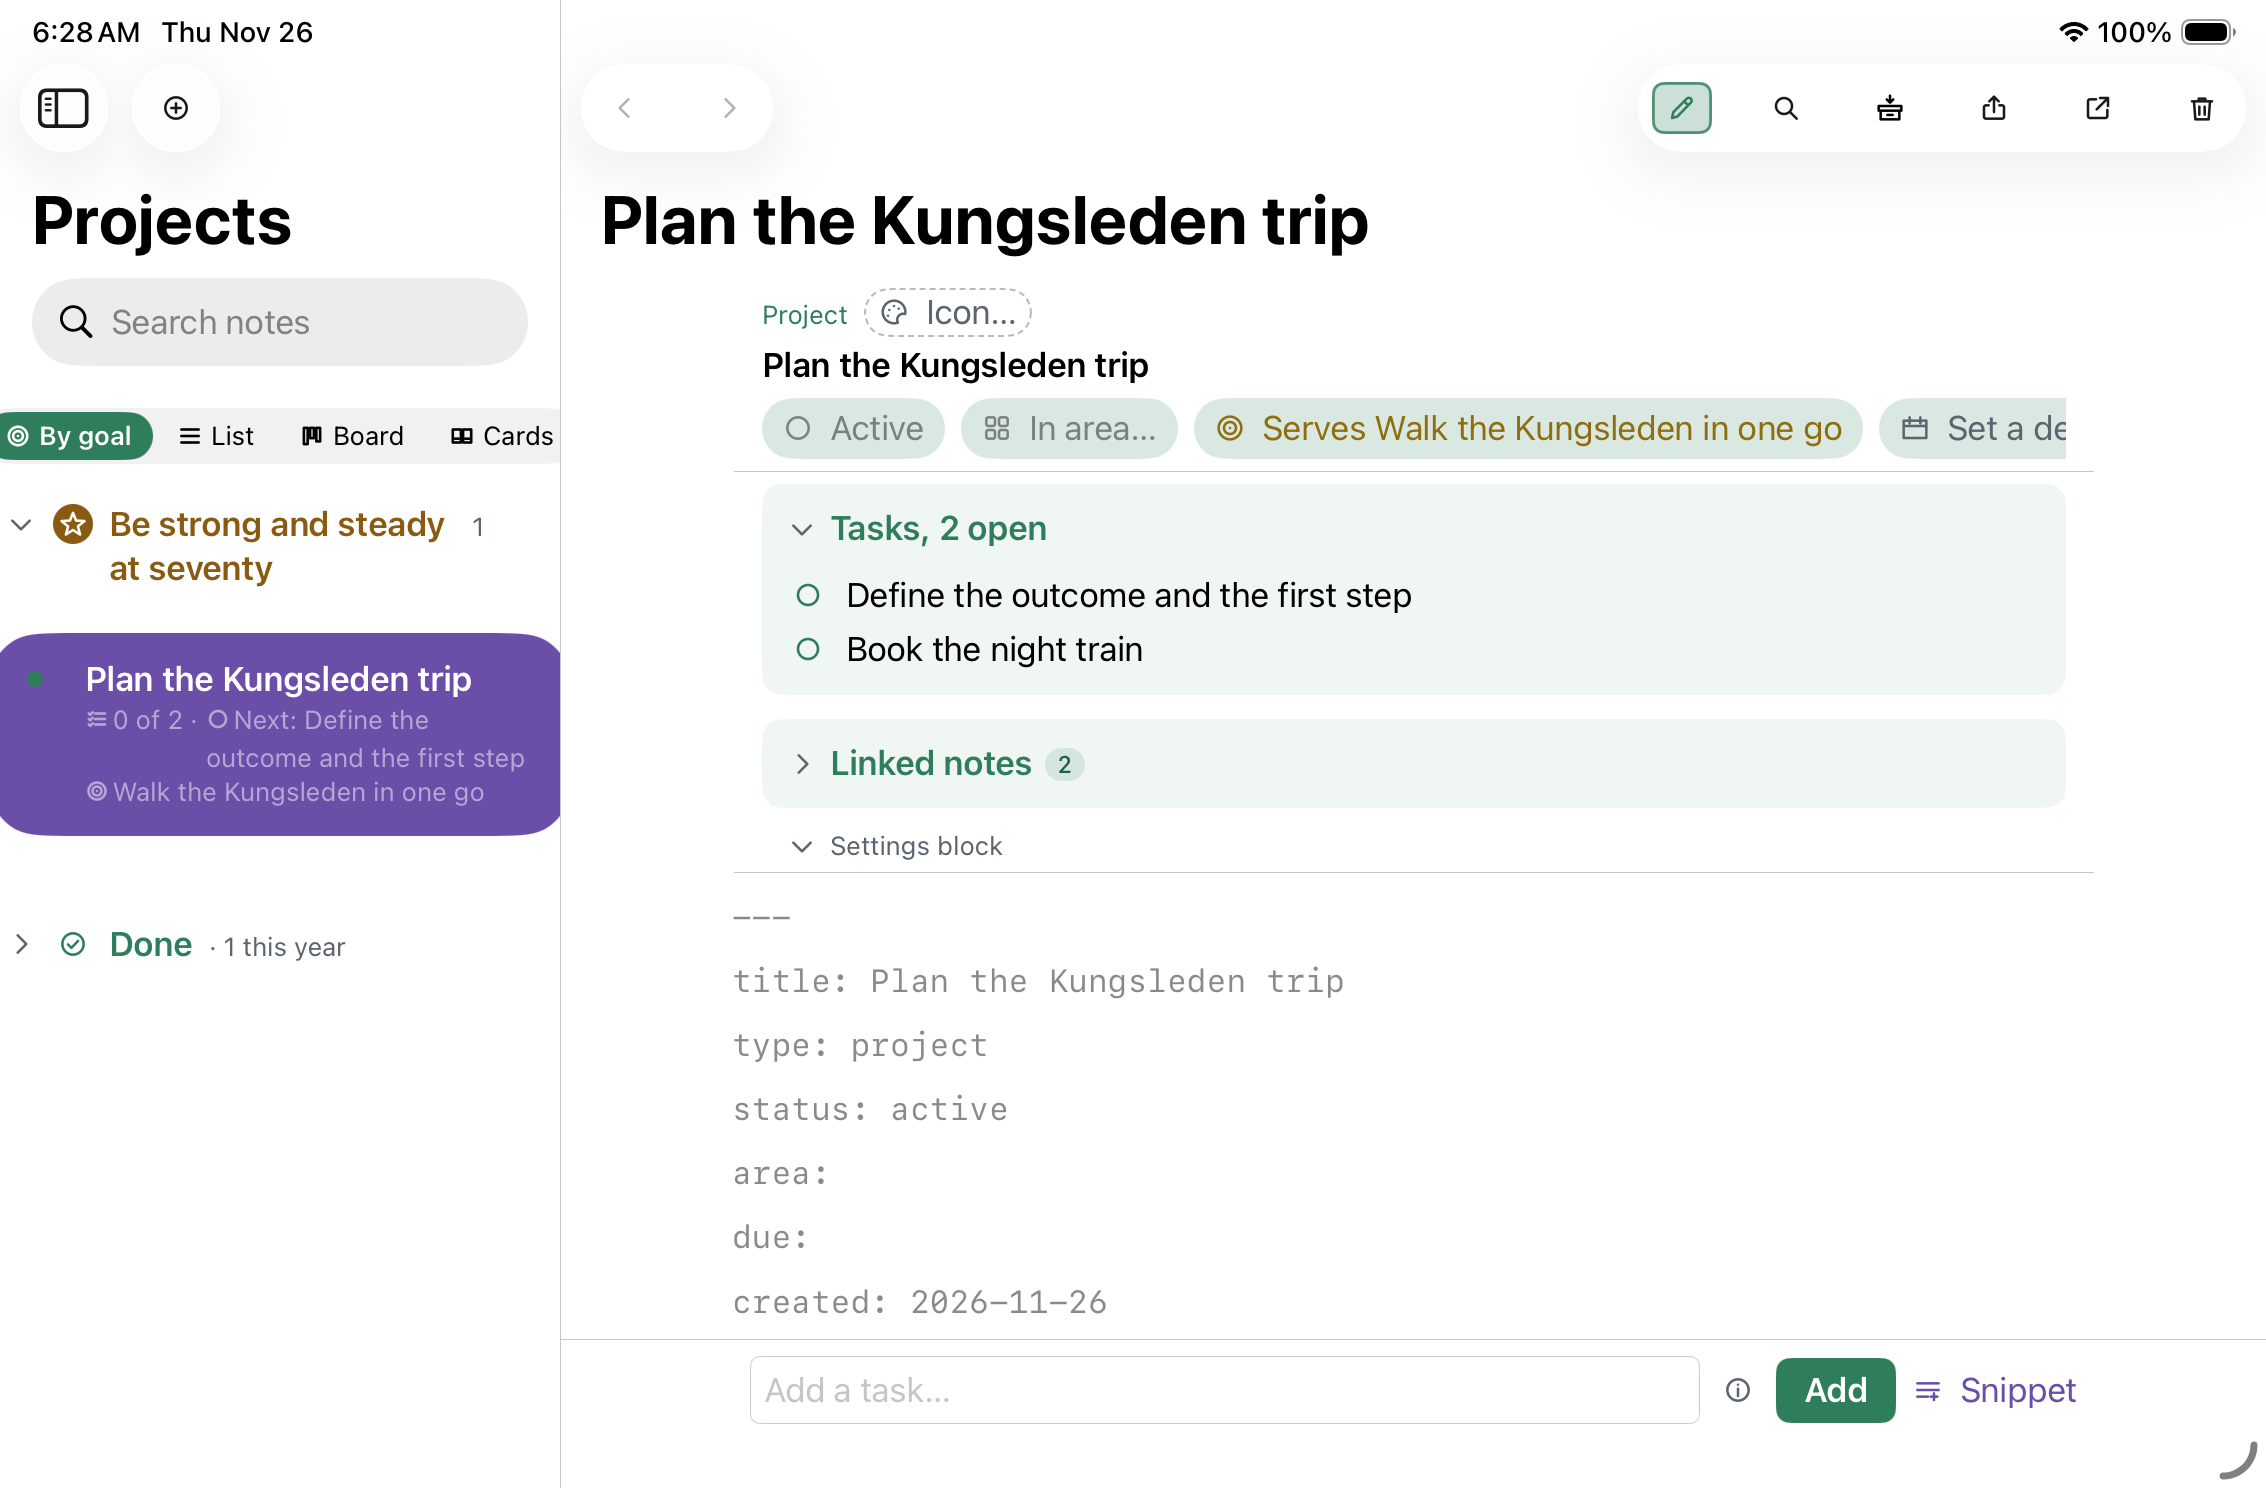 6:28 AM Thu Nov 26
100%
Projects
Search notes
By goal
List
Board
Cards
Be strong and steady 1
at seventy
Plan the Kungsleden trip
0 of 2 · Next: Define the
outcome and the first step
Walk the Kungsleden in one go
Done · 1 this year
Plan the Kungsleden trip
Project
Icon...
Plan the Kungsleden trip
Active
In area...
Serves Walk the Kungsleden in one go
Set a de
Tasks, 2 open
Define the outcome and the first step
Book the night train
Linked notes 2
Settings block
---
title: Plan the Kungsleden trip
type: project
status: active
area:
due:
created: 2026-11-26
Add a task...
Add
Snippet